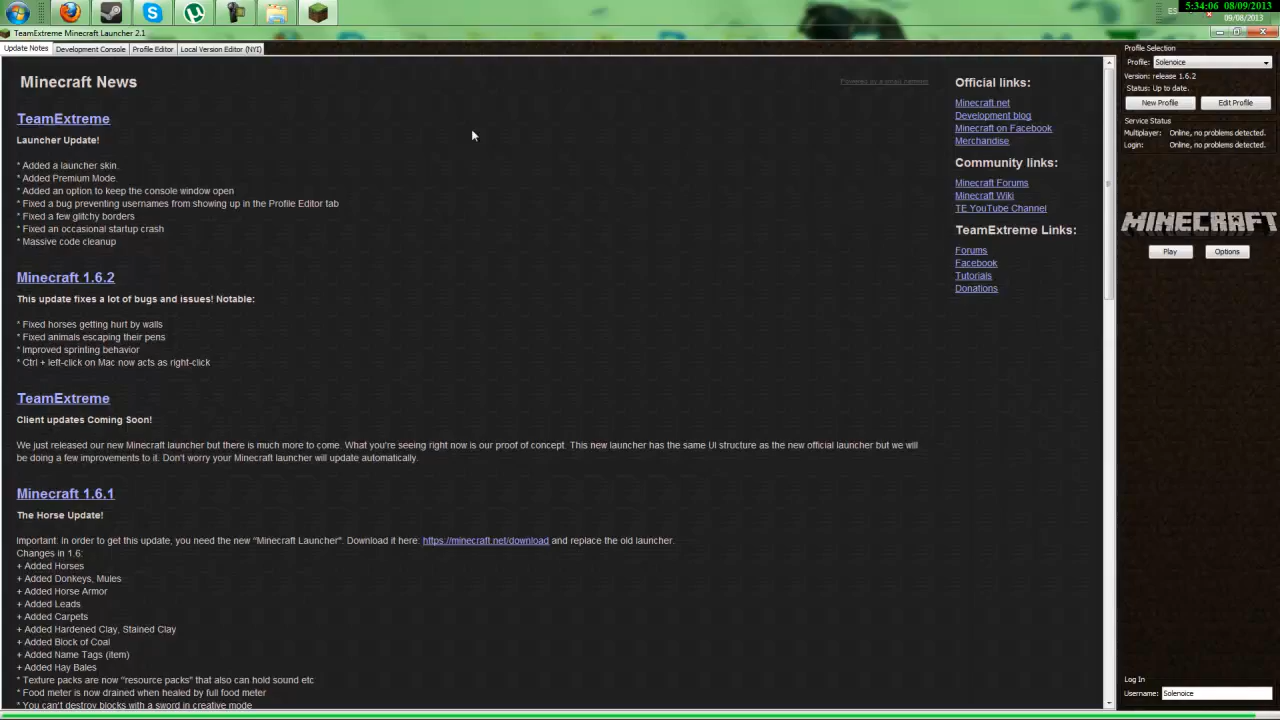 5:34:06 08/09/2013
ES
09/08/2013
TeamExtreme Minecraft Launcher 2.1
Update Notes
Development Console
Profile Editor
Local Version Editor (NYI)
Minecraft News
TeamExtreme
Launcher Update!
* Added a launcher skin.
* Added Premium Mode.
* Added an option to keep the console window open
* Fixed a bug preventing usernames from showing up in the Profile Editor tab
* Fixed a few glitchy borders
* Fixed an occasional startup crash
* Massive code cleanup
Minecraft 1.6.2
This update fixes a lot of bugs and issues! Notable:
* Fixed horses getting hurt by walls
* Fixed animals escaping their pens
* Improved sprinting behavior
* Ctrl + left-click on Mac now acts as right-click
TeamExtreme
Client updates Coming Soon!
We just released our new Minecraft launcher but there is much more to come. What you're seeing right now is our proof of concept. This new launcher has the same UI structure as the new official launcher but we will
be doing a few improvements to it. Don't worry your Minecraft launcher will update automatically.
Minecraft 1.6.1
The Horse Update!
Important: In order to get this update, you need the new "Minecraft Launcher". Download it here: https://minecraft.net/download and replace the old launcher.
Changes in 1.6:
+ Added Horses
+ Added Donkeys, Mules
+ Added Horse Armor
+ Added Leads
+ Added Carpets
+ Added Hardened Clay, Stained Clay
+ Added Block of Coal
+ Added Name Tags (item)
+ Added Hay Bales
* Texture packs are now "resource packs" that also can hold sound etc
* Food meter is now drained when healed by full food meter
* You can't destroy blocks with a sword in creative mode
Powered by
Official links:
Minecraft.net
Development blog
Minecraft on Facebook
Merchandise
Community links:
Minecraft Forums
Minecraft Wiki
TE YouTube Channel
TeamExtreme Links:
Forums
Facebook
Tutorials
Donations
Profile Selection
Profile: Solenoice
Version: release 1.6.2
Status: Up to date.
New Profile
Edit Profile
Service Status
Multiplayer: Online, no problems detected.
Login: Online, no problems detected.
MINECRAFT
Play
Options
Log In
Username: Solenoice